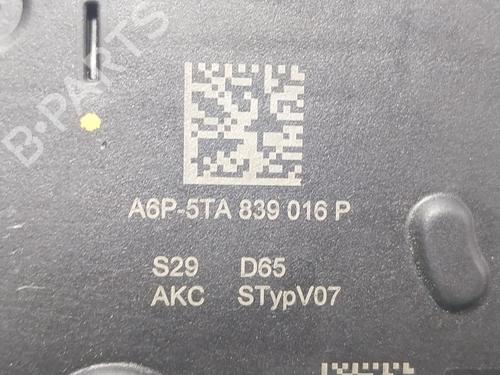 B-PARTS
A6P-5TA 839 016 P
S29 D65
AKC STypV07